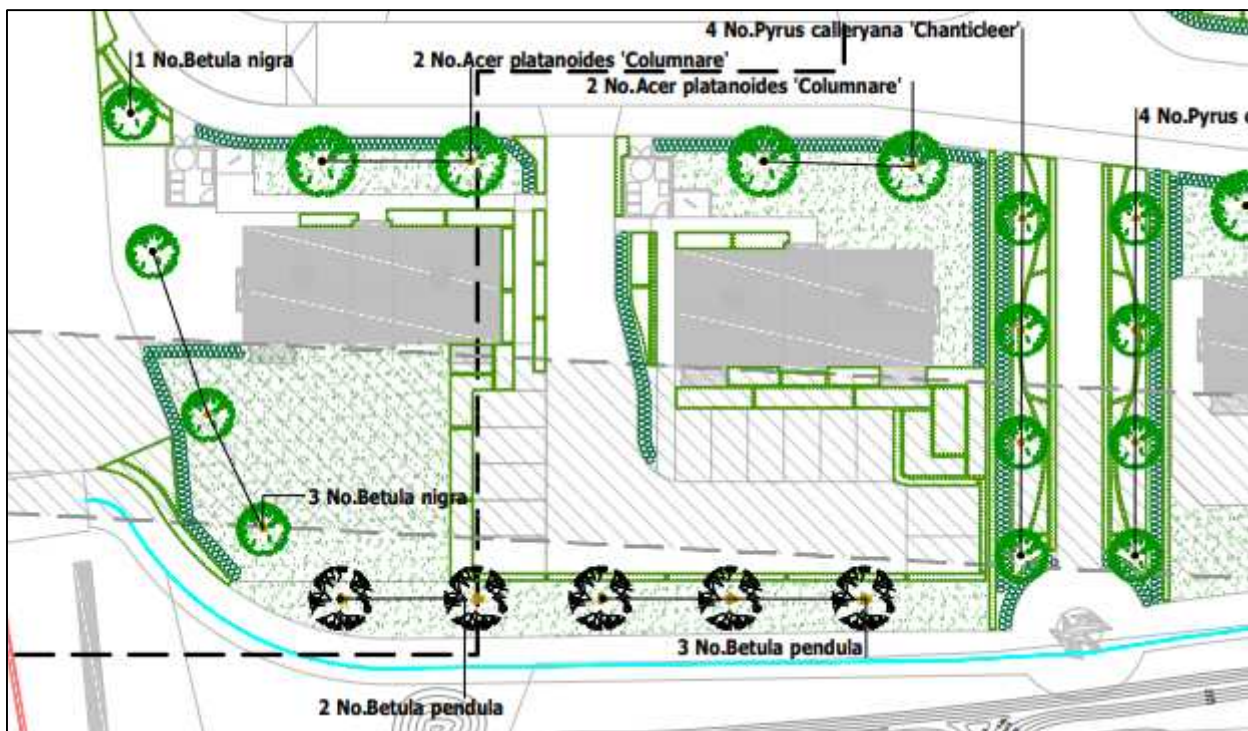 4 No.Pyrus calleryana 'Chanticleer'
1 No.Betula nigra
2 No.Acer platanoides 'Columnare'
2 No.Acer platanoides 'Columnare'
4 No.Pyrus
3 No.Betula nigra
3 No.Betula pendula
2 No.Betula pendula